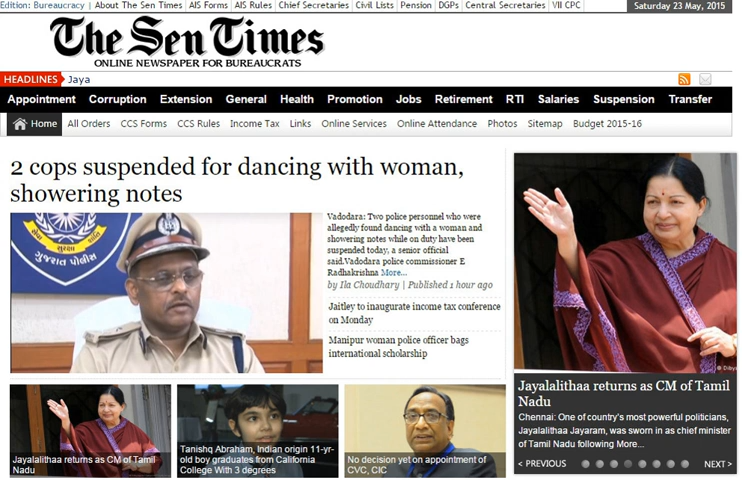 Edition: Bureaucracy | About The Sen Times | AIS Forms | AIS Rules | Chief Secretaries | Civil Lists | Pension | DGPs | Central Secretaries | VII CPC
Saturday 23 May, 2015
The Sen Times
ONLINE NEWSPAPER FOR BUREAUCRATS
HEADLINES Jaya
Appointment Corruption Extension General Health Promotion Jobs Retirement RTI Salaries Suspension Transfer
Home All Orders CCS Forms CCS Rules Income Tax Links Online Services Online Attendance Photos Sitemap Budget 2015-16
2 cops suspended for dancing with woman,
showering notes
ગુજરાત પોલીસ
Vadodara: Two police personnel who were
allegedly found dancing with a woman and
showering notes while on duty have been
suspended today, a senior official
said.Vadodara police commissioner E
Radhakrishna More...
by Ila Choudhary | Published 1 hour ago
Jaitley to inaugurate income tax conference
on Monday
Manipur woman police officer bags
international scholarship
Jayalalithaa returns as CM of Tamil
Nadu
Tanishq Abraham, Indian origin 11-yr-
old boy graduates from California
College With 3 degrees
No decision yet on appointment of
CVC, CIC
Jayalalithaa returns as CM of Tamil
Nadu
Chennai: One of country's most powerful politicians,
Jayalalithaa Jayaram, was sworn in as chief minister
of Tamil Nadu following More...
< PREVIOUS NEXT >